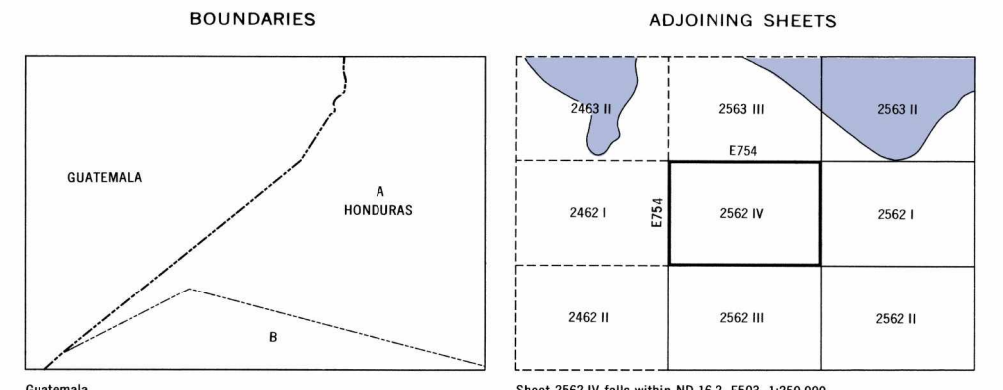 BOUNDARIES
GUATEMALA
A
HONDURAS
B
Guatemala
ADJOINING SHEETS
2463 II
2563 III
2563 II
E754
2462 I
E754
2562 IV
2562 I
2462 II
2562 III
2562 II
Sheet 2562 IV falls within ND 16-2, E503, 1:250,000